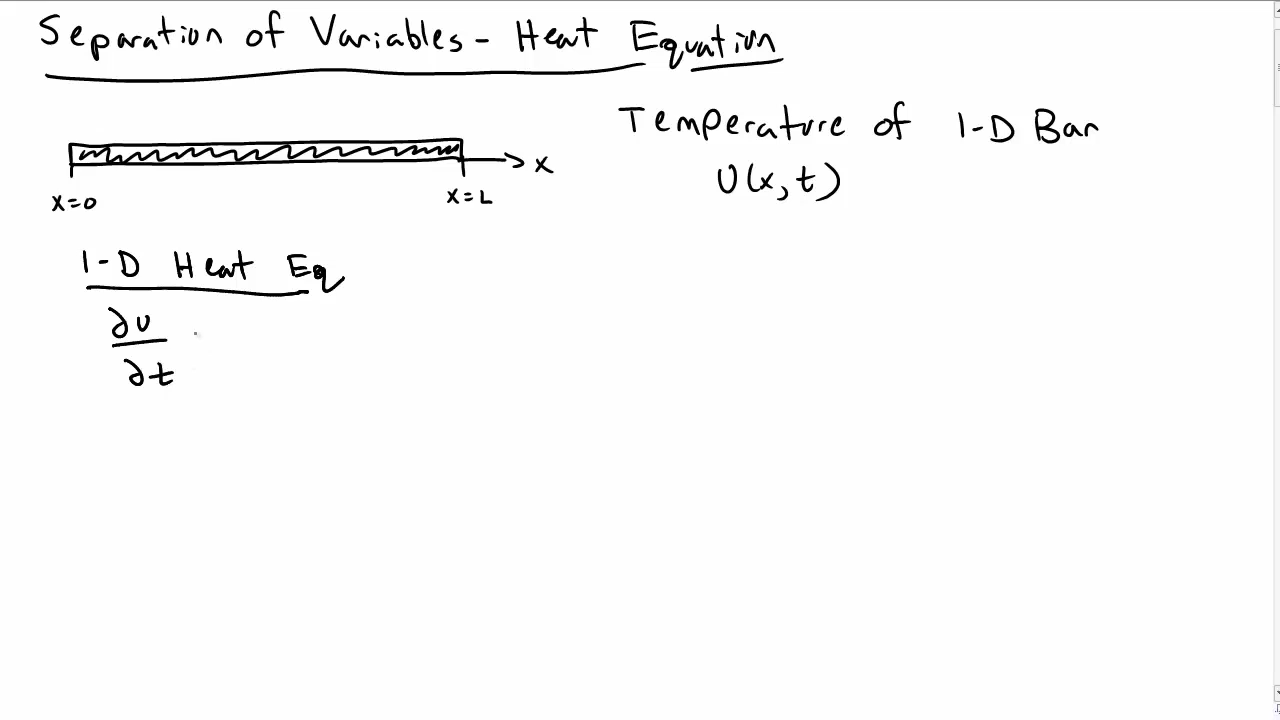 Separation of Variables - Heat Equation
Temperature of 1-D Bar
U(x, t)
x
x=0
x=L
1-D Heat Eq
∂u
∂t